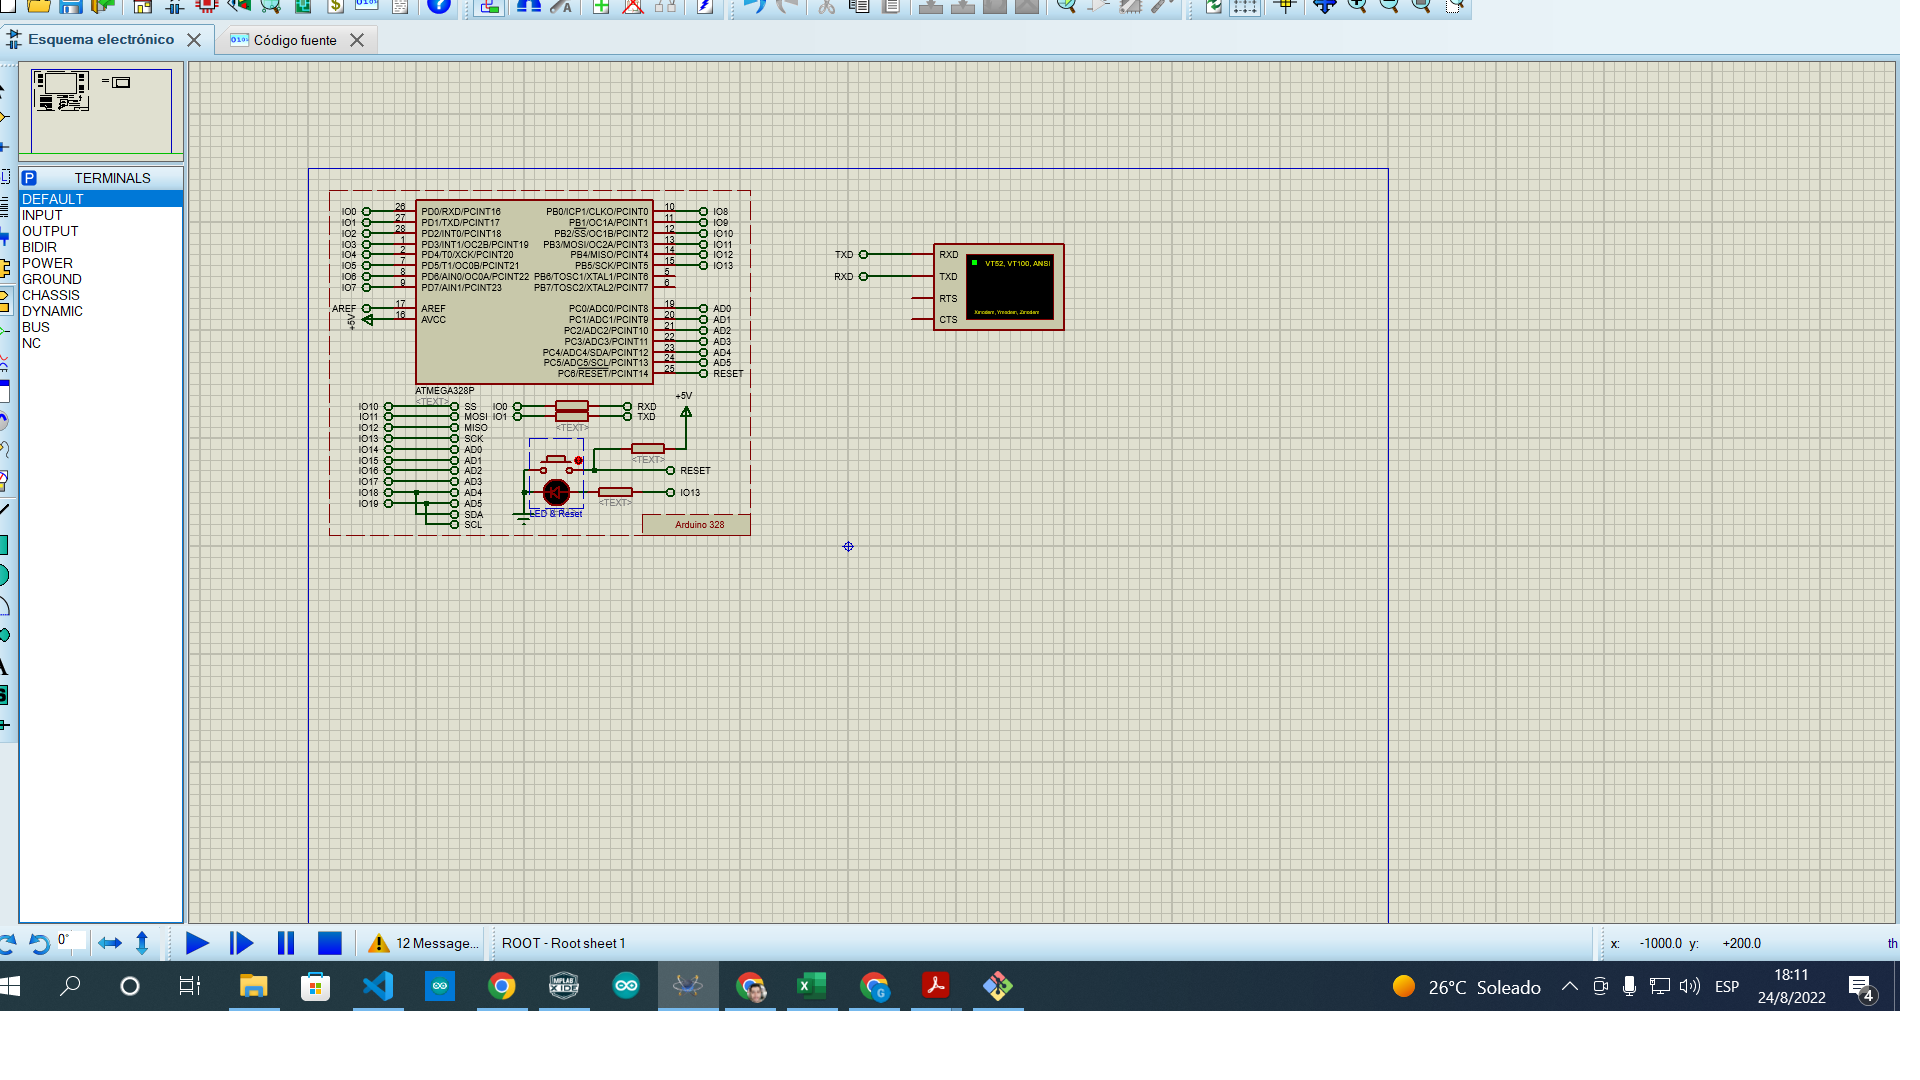 Esquema electrónico
Código fuente
P TERMINALS
DEFAULT
INPUT
OUTPUT
BIDIR
POWER
GROUND
CHASSIS
DYNAMIC
BUS
NC
IO0 26 PD0/RXD/PCINT16 PB0/ICP1/CLKO/PCINT0 10 IO8
IO1 27 PD1/TXD/PCINT17 PB1/OC1A/PCINT1 11 IO9
IO2 28 PD2/INT0/PCINT18 PB2/SS/OC1B/PCINT2 12 IO10
IO3 1 PD3/INT1/OC2B/PCINT19 PB3/MOSI/OC2A/PCINT3 13 IO11
IO4 2 PD4/T0/XCK/PCINT20 PB4/MISO/PCINT4 14 IO12
IO5 7 PD5/T1/OC0B/PCINT21 PB5/SCK/PCINT5 15 IO13
IO6 8 PD6/AIN0/OC0A/PCINT22 PB6/TOSC1/XTAL1/PCINT6 5
IO7 9 PD7/AIN1/PCINT23 PB7/TOSC2/XTAL2/PCINT7 6
AREF 17 AREF PC0/ADC0/PCINT8 19 AD0
+5V 16 AVCC PC1/ADC1/PCINT9 20 AD1
PC2/ADC2/PCINT10 21 AD2
PC3/ADC3/PCINT11 22 AD3
PC4/ADC4/SDA/PCINT12 23 AD4
PC5/ADC5/SCL/PCINT13 24 AD5
PC6/RESET/PCINT14 25 RESET
ATMEGA328P
<TEXT>
IO10 SS
IO11 MOSI
IO12 MISO
IO13 SCK
IO14 AD0
IO15 AD1
IO16 AD2
IO17 AD3
IO18 AD4
IO19 AD5
SDA
SCL
IO0 RXD
IO1 TXD
<TEXT>
+5V
<TEXT>
RESET
IO13
<TEXT>
LED & Reset
Arduino 328
TXD RXD
RXD TXD
RTS
CTS
VT52, VT100, ANSI
Xmodem, Ymodem, Zmodem
0°
12 Message...
ROOT - Root sheet 1
x: -1000.0 y: +200.0 th
26°C Soleado
ESP
18:11
24/8/2022
4